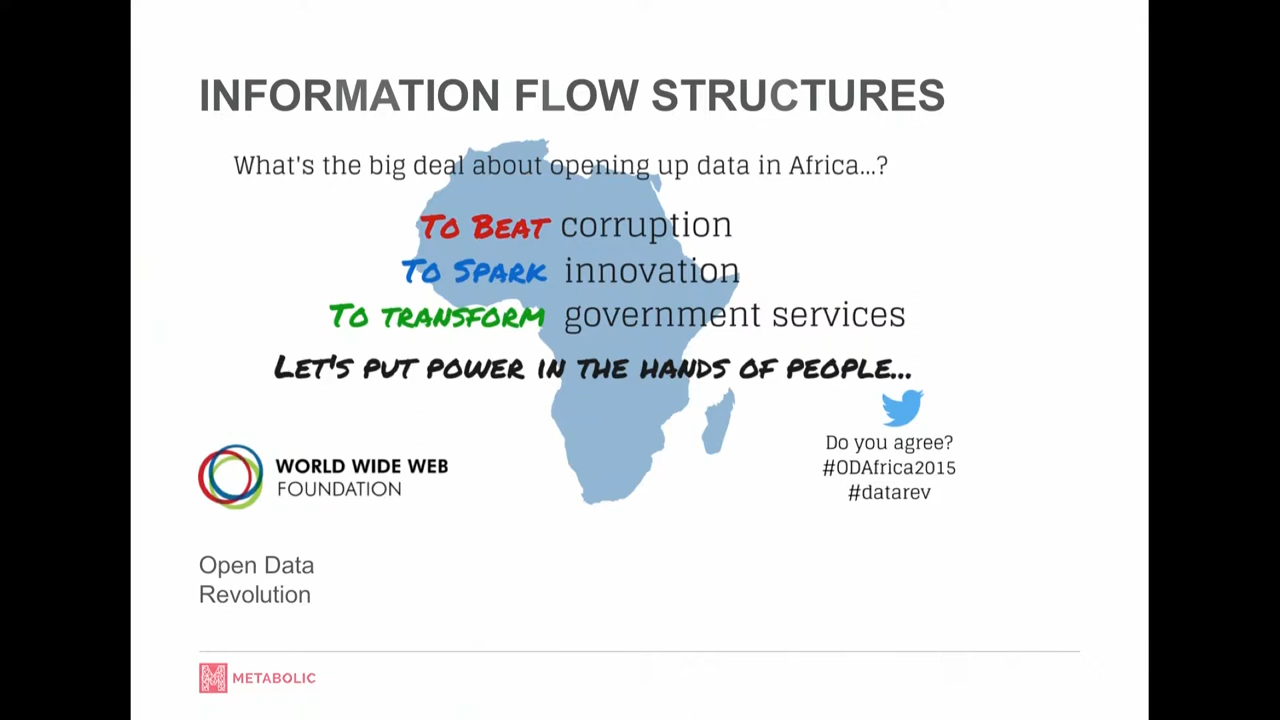 INFORMATION FLOW STRUCTURES
What's the big deal about opening up data in Africa...?
To Beat corruption
To Spark innovation
To transform government services
Let's put power in the hands of people...
Do you agree?
#ODAfrica2015
#datarev
WORLD WIDE WEB
FOUNDATION
Open Data
Revolution
METABOLIC